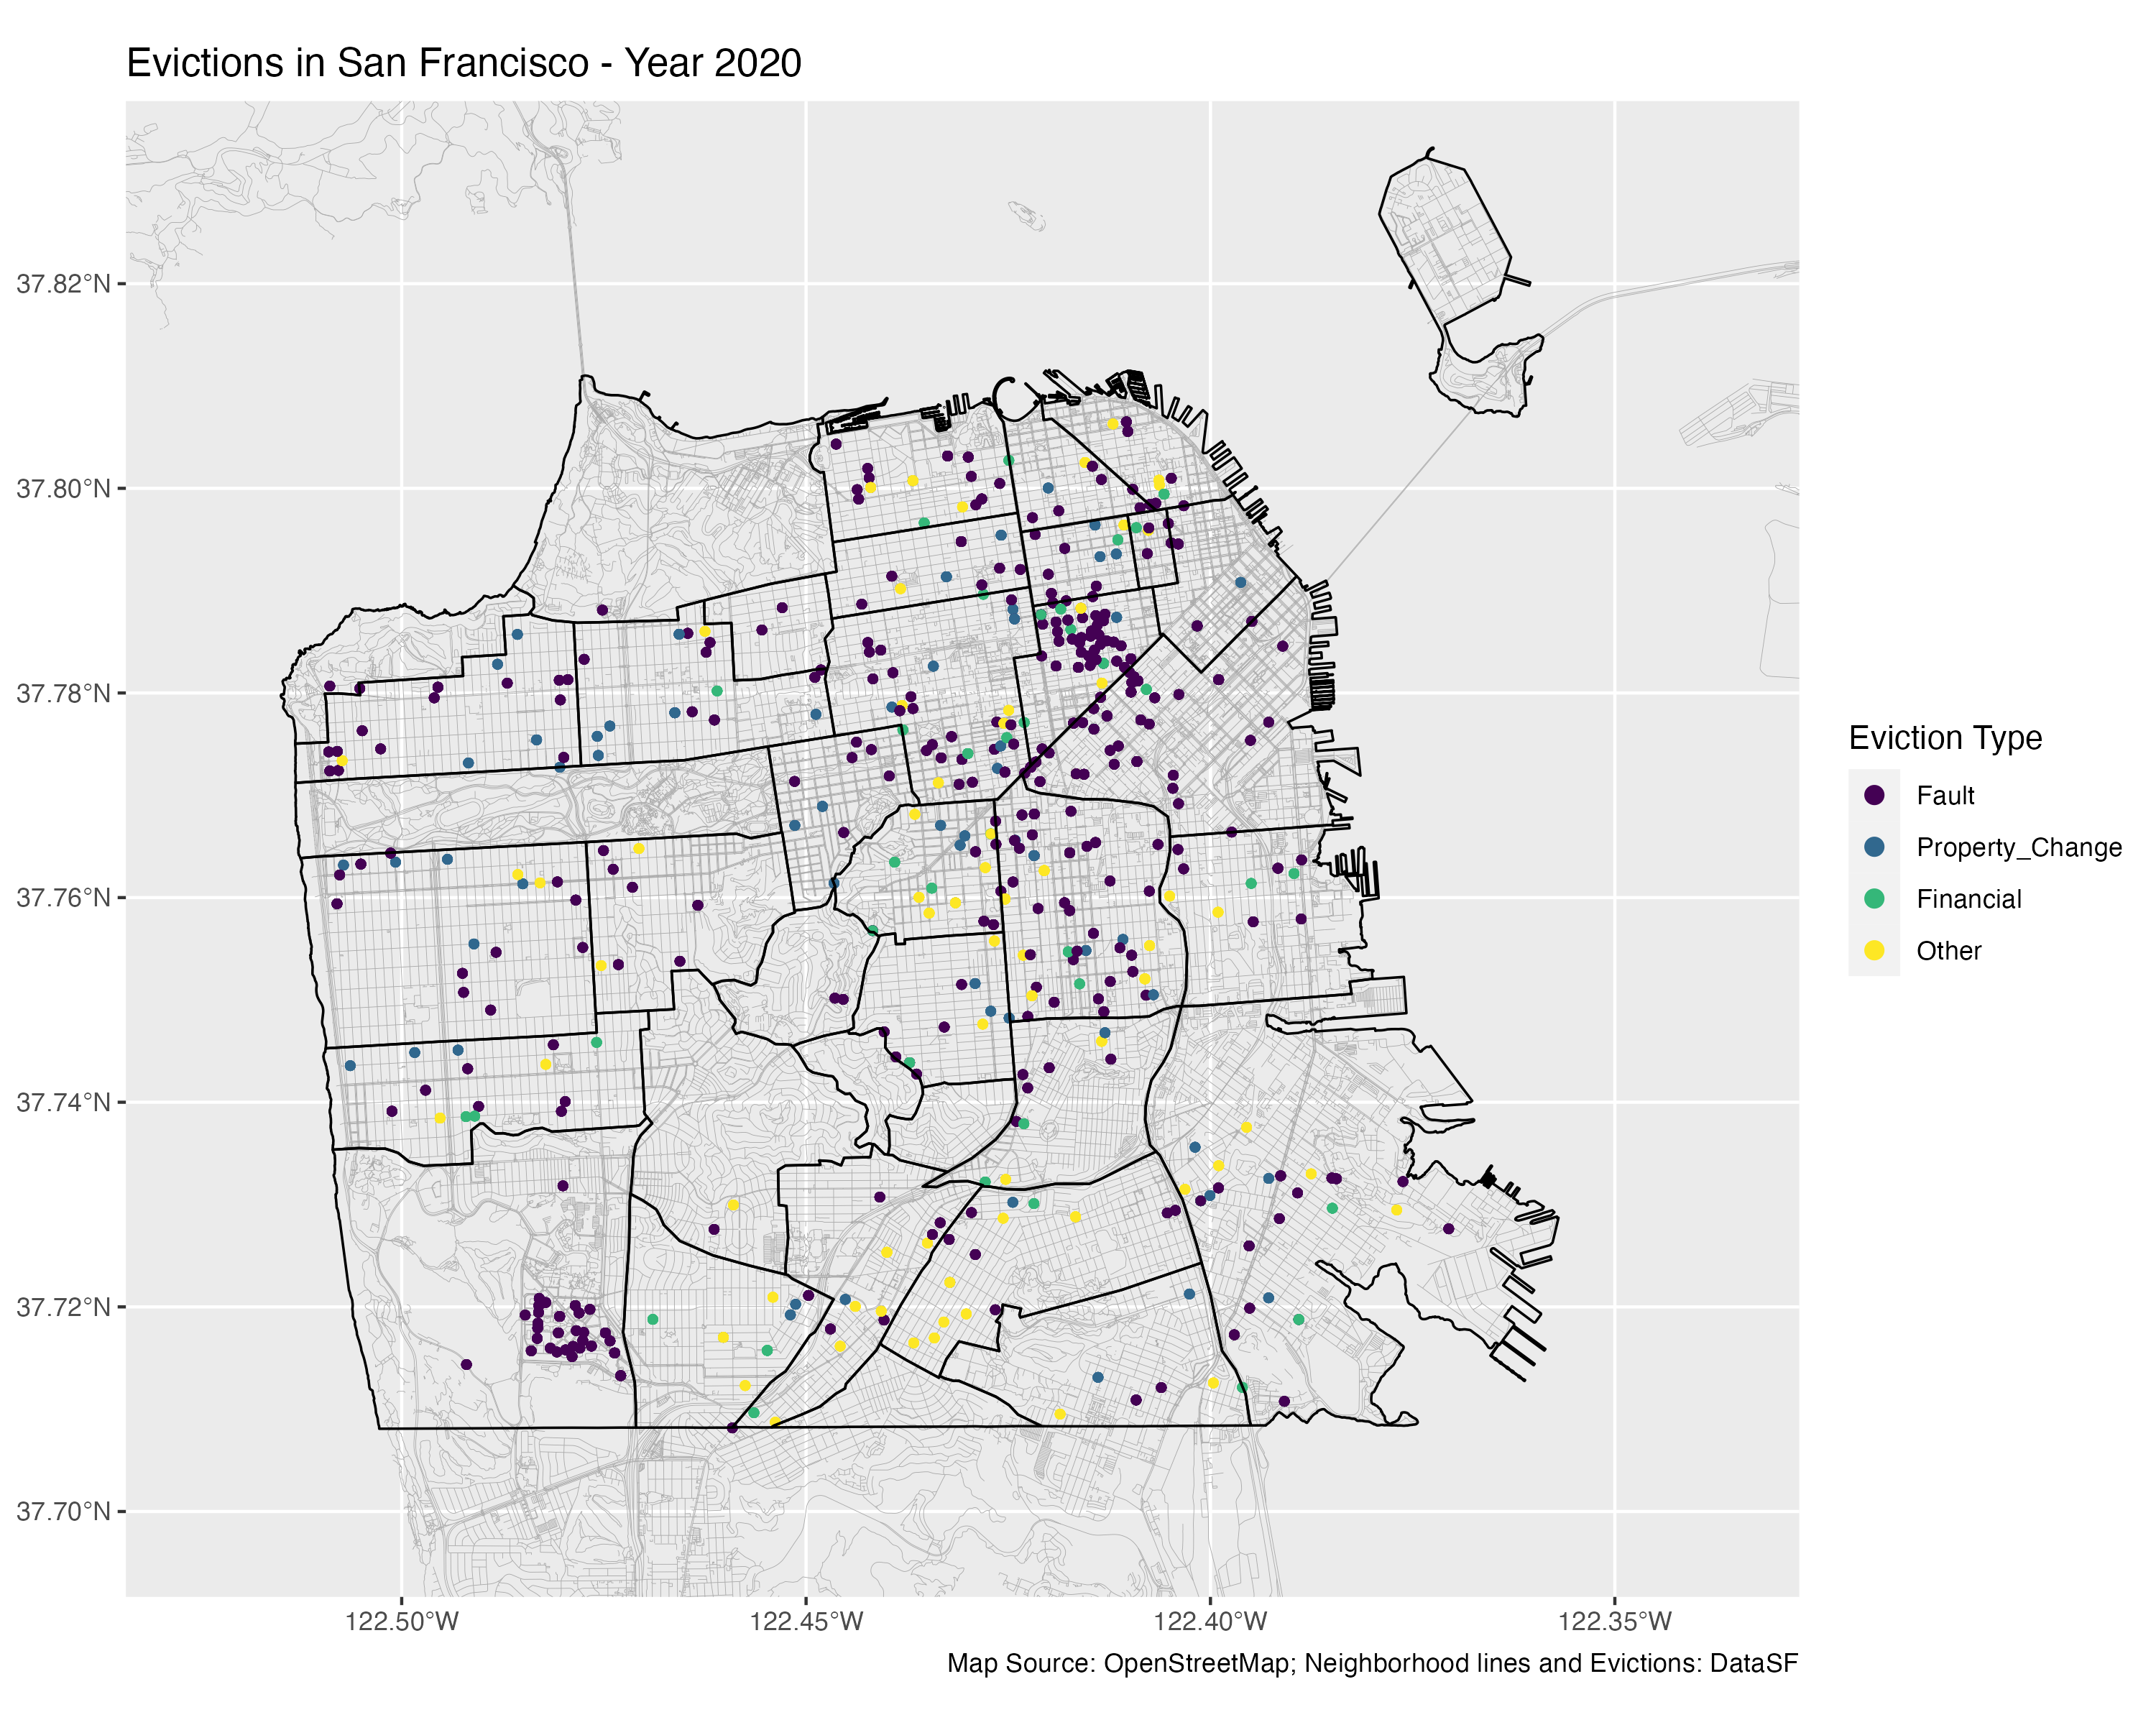 Evictions in San Francisco - Year 2020
37.82°N
37.80°N
37.78°N
37.76°N
37.74°N
37.72°N
37.70°N
122.50°W
122.45°W
122.40°W
122.35°W
Eviction Type
Fault
Property_Change
Financial
Other
Map Source: OpenStreetMap; Neighborhood lines and Evictions: DataSF